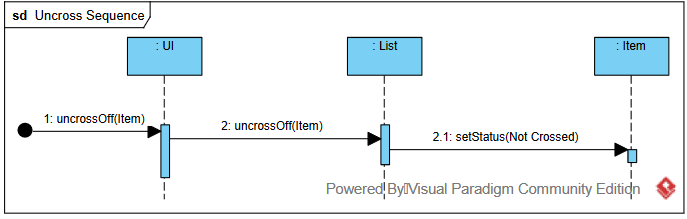 sd Uncross Sequence
: UI
: List
: Item
1: uncrossOff(Item)
2: uncrossOff(Item)
2.1: setStatus(Not Crossed)
Powered By Visual Paradigm Community Edition